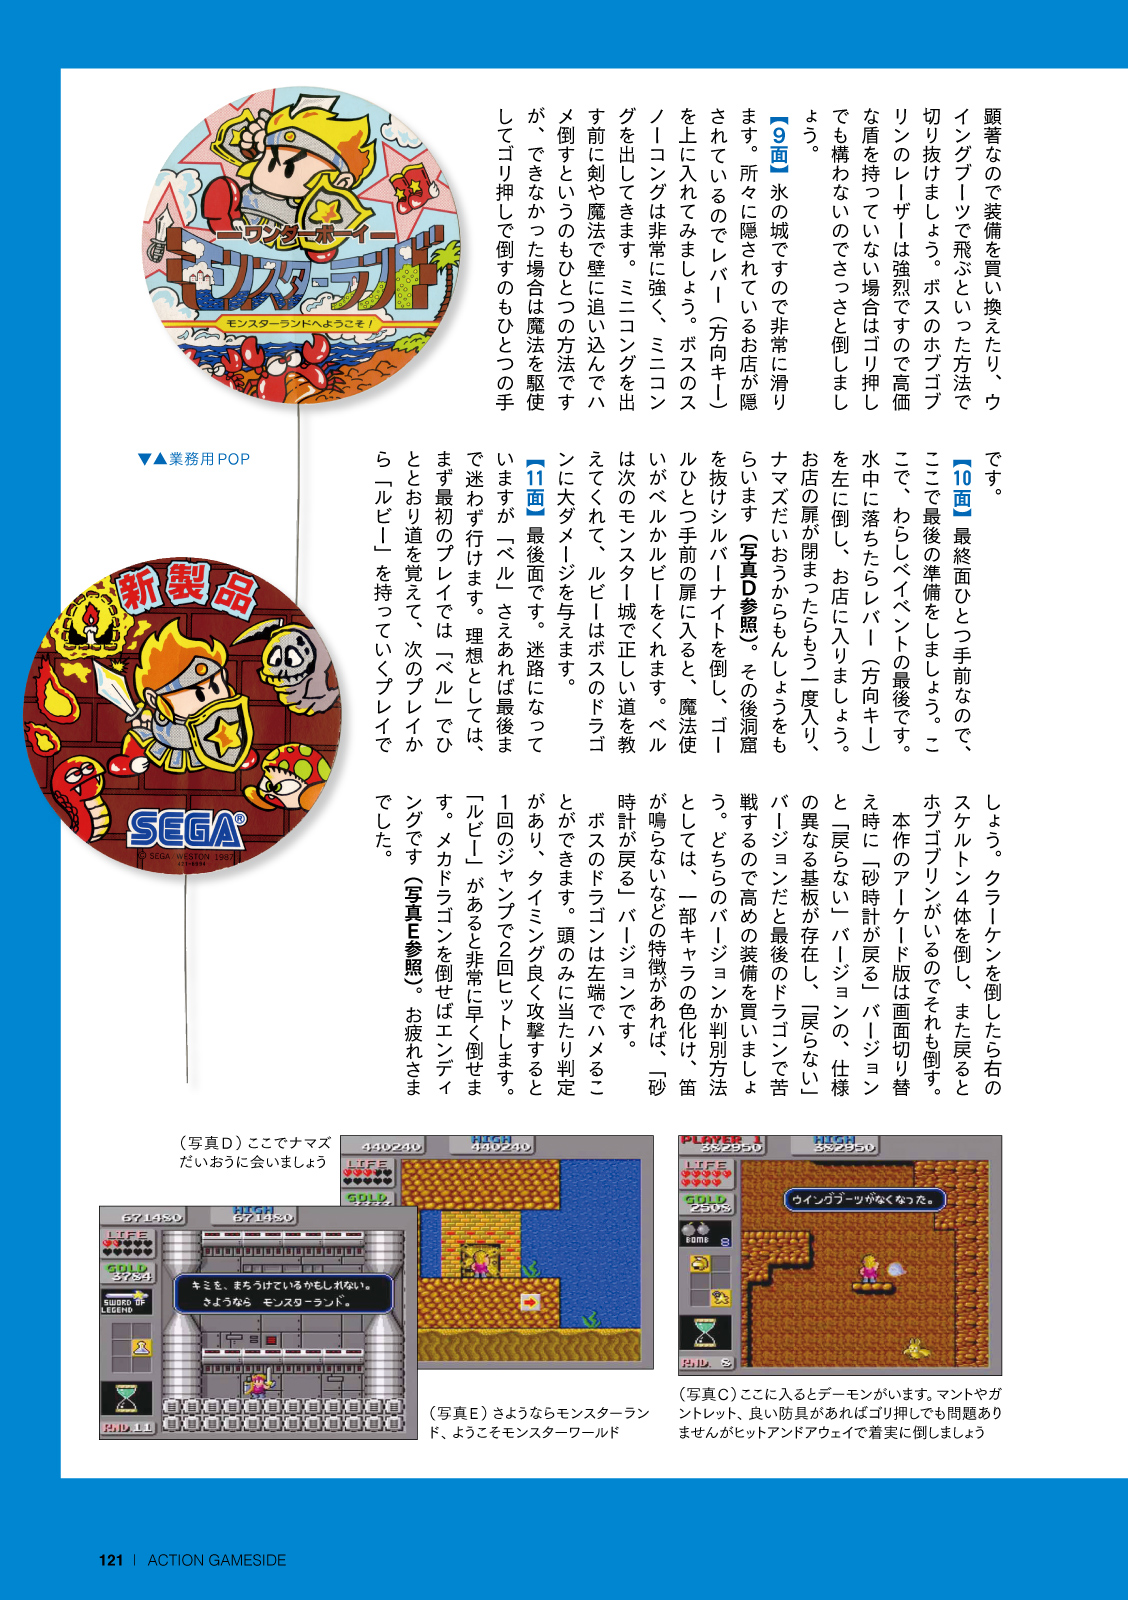 顕著なので装備を買い換えたり、ウ
イングブーツで飛ぶといった方法で
切り抜けましょう。ボスのホブゴブ
リンのレーザーは強烈ですので高価
な盾を持っていない場合はゴリ押し
でも構わないのでさっさと倒しまし
ょう。
【9面】氷の城ですので非常に滑り
ます。所々に隠されているお店が隠
されているのでレバー（方向キー）
を上に入れてみましょう。ボスのス
ノーコングは非常に強く、ミニコン
グを出してきます。ミニコングを出
す前に剣や魔法で壁に追い込んでハ
メ倒すというのもひとつの方法です
が、できなかった場合は魔法を駆使
してゴリ押しで倒すのもひとつの手
です。
【10面】最終面ひとつ手前なので、
ここで最後の準備をしましょう。こ
こで、わらしべイベントの最後です。
水中に落ちたらレバー（方向キー）
を左に倒し、お店に入りましょう。
お店の扉が閉まったらもう一度入り、
ナマズだいおうからもんしょうをも
らいます（写真D参照）。その後洞窟
を抜けシルバーナイトを倒し、ゴー
ルひとつ手前の扉に入ると、魔法使
いがベルかルビーをくれます。ベル
は次のモンスター城で正しい道を教
えてくれて、ルビーはボスのドラゴ
ンに大ダメージを与えます。
【11面】最後面です。迷路になって
いますが「ベル」さえあれば最後ま
で迷わず行けます。理想としては、
まず最初のプレイでは「ベル」でひ
ととおり道を覚えて、次のプレイか
ら「ルビー」を持っていくプレイで
しょう。クラーケンを倒したら右の
スケルトン４体を倒し、また戻ると
ホブゴブリンがいるのでそれも倒す。
本作のアーケード版は画面切り替
え時に「砂時計が戻る」バージョン
と「戻らない」バージョンの、仕様
の異なる基板が存在し、「戻らない」
バージョンだと最後のドラゴンで苦
戦するので高めの装備を買いましょ
う。どちらのバージョンか判別方法
としては、一部キャラの色化け、笛
が鳴らないなどの特徴があれば、「砂
時計が戻る」バージョンです。
ボスのドラゴンは左端でハメるこ
とができます。頭のみに当たり判定
があり、タイミング良く攻撃すると
１回のジャンプで２回ヒットします。
「ルビー」があると非常に早く倒せま
す。メカドラゴンを倒せばエンディ
ングです（写真E参照）。お疲れさま
でした。
ワンダーボーイ
モンスターランド
モンスターランドへようこそ！
▼▲業務用POP
新製品
SEGA®
© SEGA / WESTON 1987
（写真D）ここでナマズ
だいおうに会いましょう
440240
HIGH
440240
LIFE
GOLD
671430
HIGH
671430
LIFE
GOLD
3784
SWORD OF
LEGEND
RND. 11
キミを、まちうけているかもしれない。
さようなら モンスターランド。
（写真E）さようならモンスターラン
ド、ようこそモンスターワールド
PLAYER 1
382950
HIGH
382950
LIFE
GOLD
2508
BOMB 8
RND. 8
ウイングブーツがなくなった。
（写真C）ここに入るとデーモンがいます。マントやガ
ントレット、良い防具があればゴリ押しでも問題あり
ませんがヒットアンドアウェイで着実に倒しましょう
121 | ACTION GAMESIDE